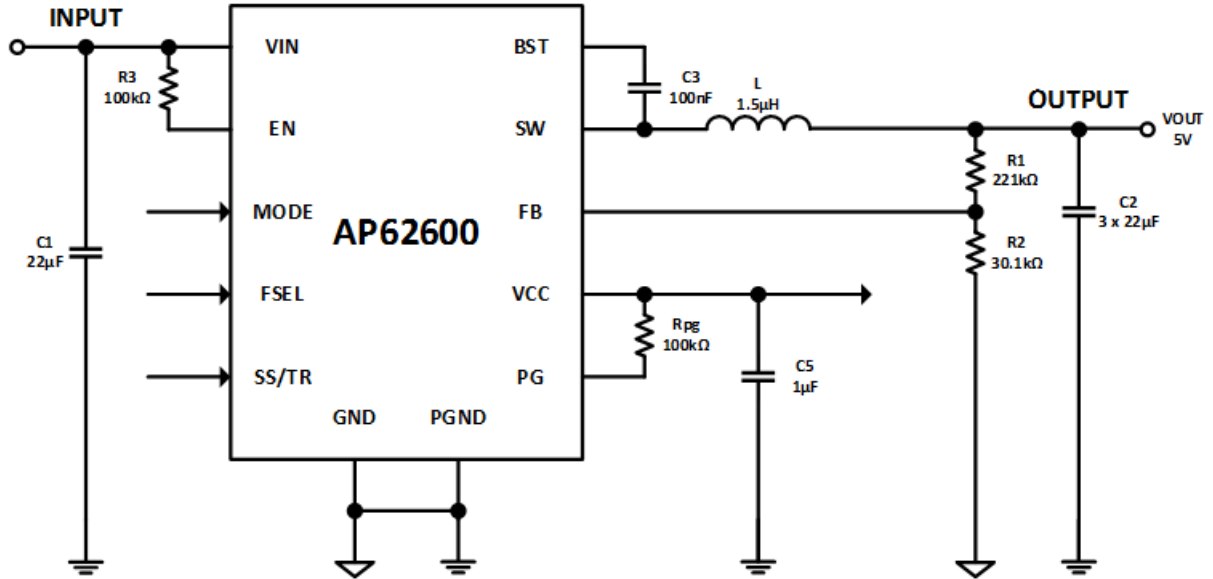 INPUT
VIN
BST
R3
100kΩ
C3
100nF
L
1.5µH
OUTPUT
VOUT
5V
EN
SW
R1
221kΩ
MODE
AP62600
FB
C2
3 x 22µF
C1
22µF
R2
30.1kΩ
FSEL
VCC
Rpg
100kΩ
C5
1µF
SS/TR
PG
GND
PGND